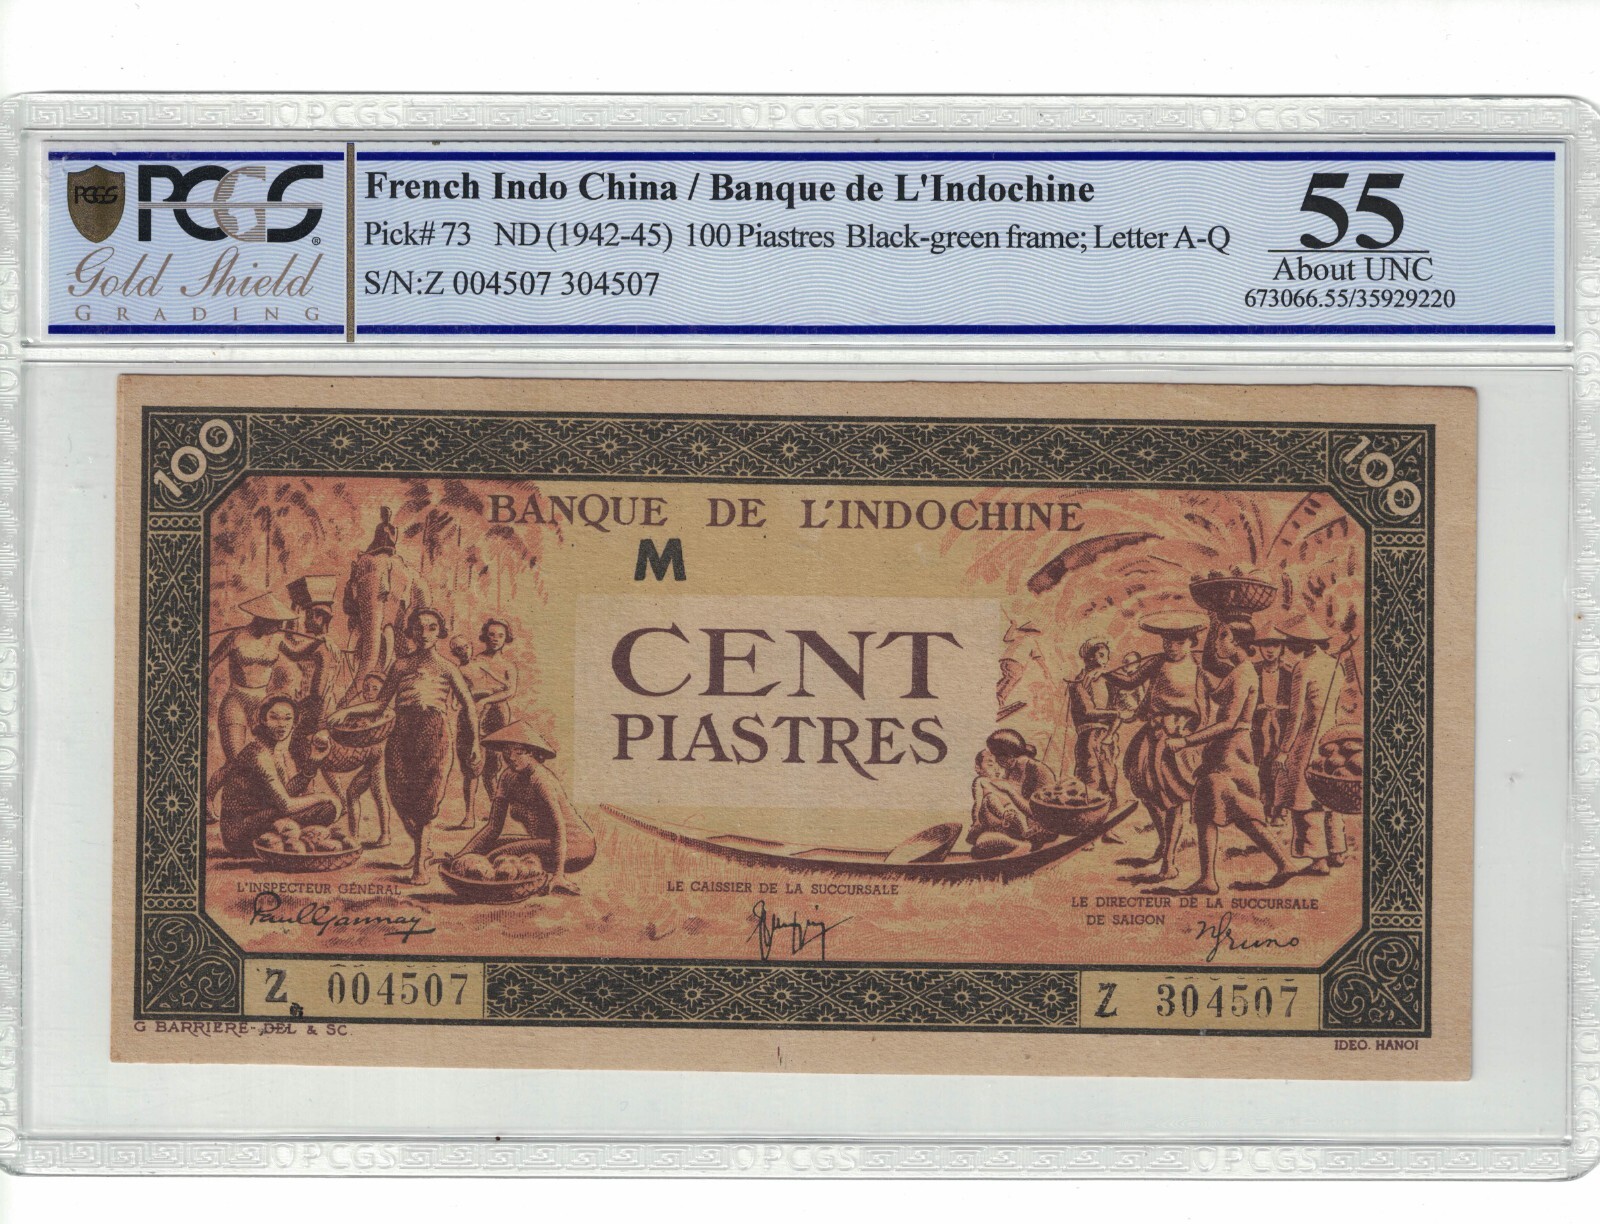 PCGS
PCGS
Gold Shield
GRADING
French Indo China / Banque de L'Indochine
Pick# 73 ND (1942-45) 100 Piastres Black-green frame; Letter A-Q
S/N:Z 004507 304507
55
About UNC
673066.55/35929220
100
100
BANQUE DE L'INDOCHINE
M
CENT
PIASTRES
L'INSPECTEUR GÉNÉRAL
LE CAISSIER DE LA SUCCURSALE
LE DIRECTEUR DE LA SUCCURSALE
DE SAIGON
Z 004507
Z 304507
G BARRIERE-DEL & SC.
IDEO. HANOI